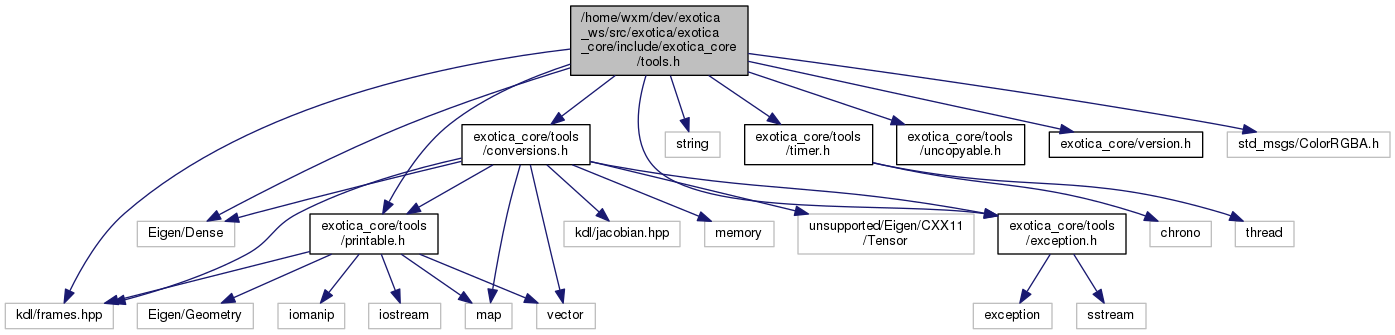 /home/wxm/dev/exotica
_ws/src/exotica/exotica
_core/include/exotica_core
/tools.h
exotica_core/tools
/conversions.h
string
exotica_core/tools
/timer.h
exotica_core/tools
/uncopyable.h
exotica_core/version.h
std_msgs/ColorRGBA.h
Eigen/Dense
exotica_core/tools
/printable.h
kdl/jacobian.hpp
memory
unsupported/Eigen/CXX11
/Tensor
exotica_core/tools
/exception.h
chrono
thread
kdl/frames.hpp
Eigen/Geometry
iomanip
iostream
map
vector
exception
sstream